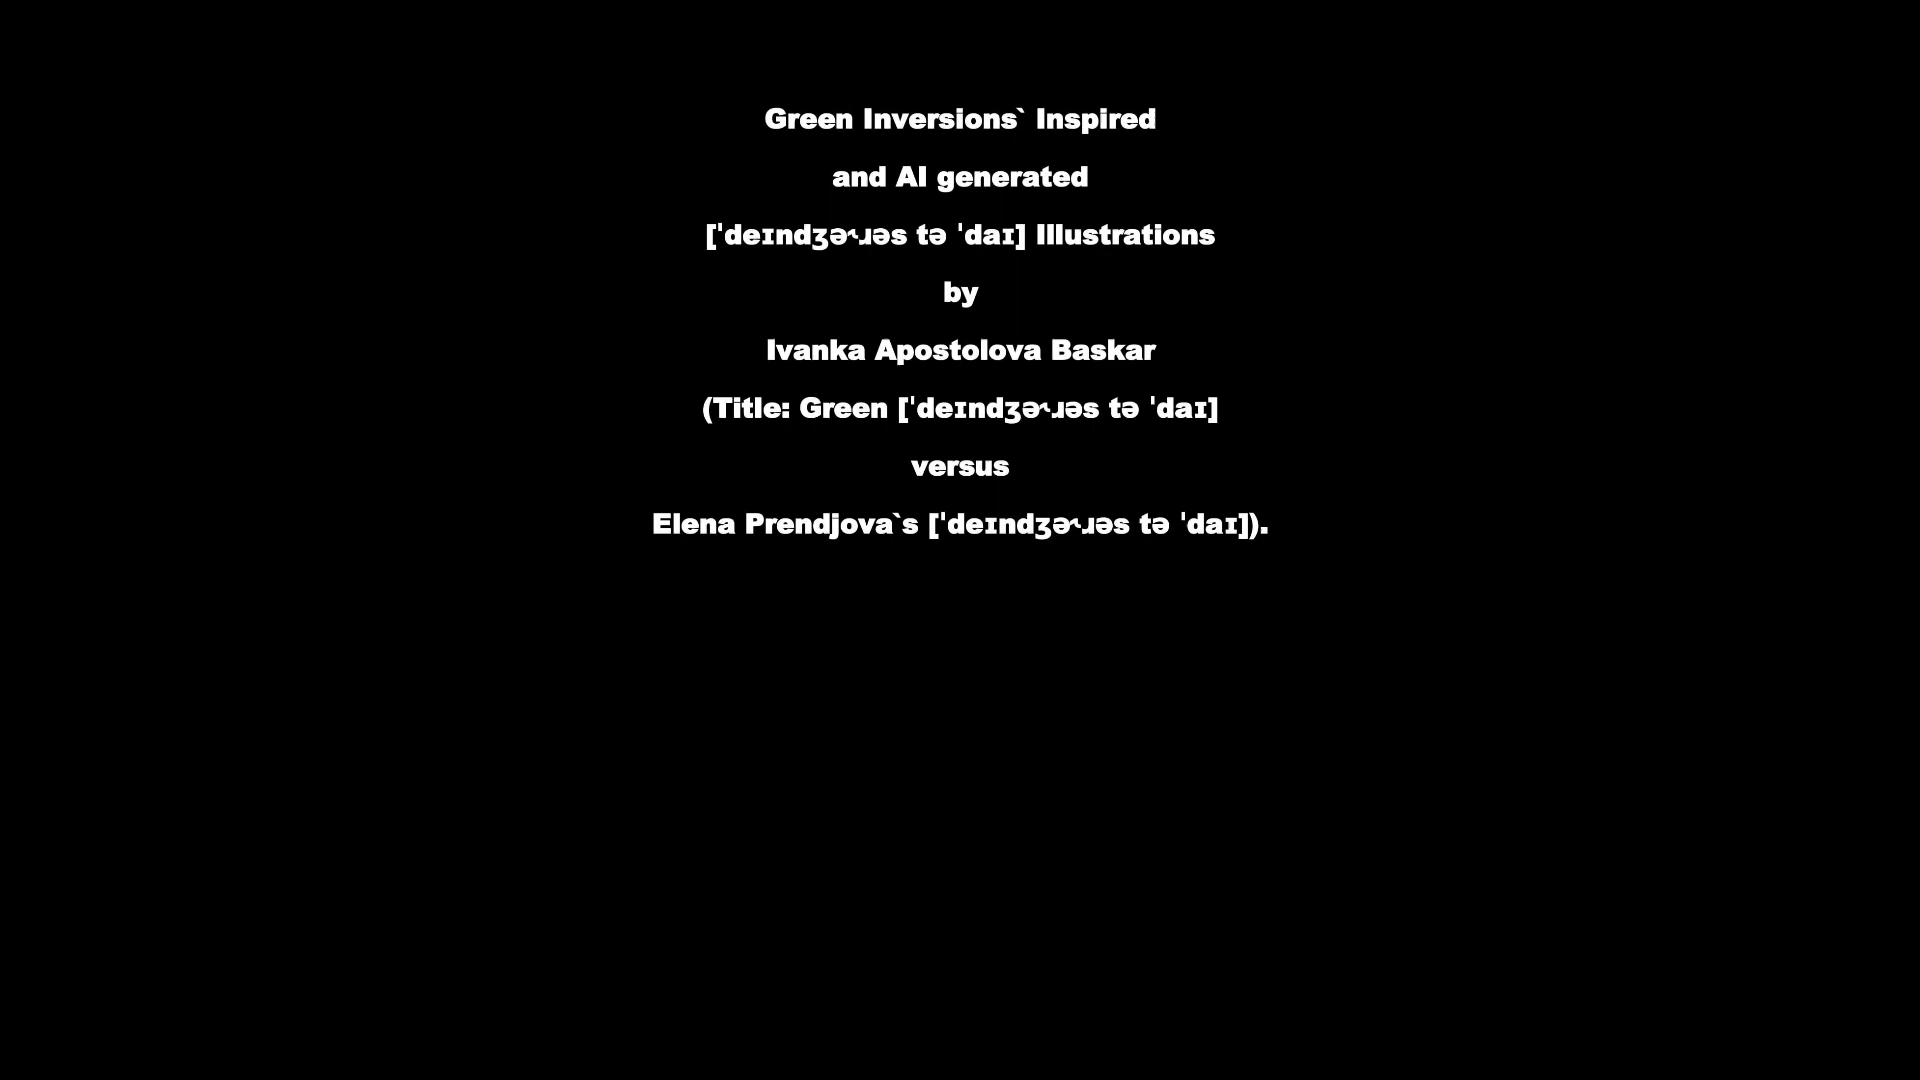 Green Inversions` Inspired
and AI generated
[ˈdeɪndʒɚɹəs tə ˈdaɪ] Illustrations
by
Ivanka Apostolova Baskar
(Title: Green [ˈdeɪndʒɚɹəs tə ˈdaɪ]
versus
Elena Prendjova`s [ˈdeɪndʒɚɹəs tə ˈdaɪ]).